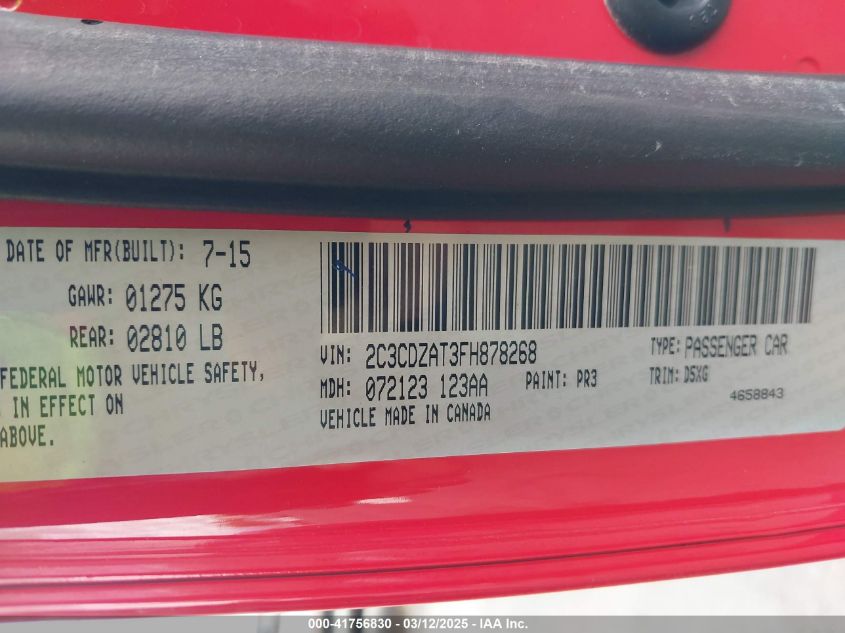 DATE OF MFR(BUILT): 7-15
GAWR: 01275 KG
REAR: 02810 LB
FEDERAL MOTOR VEHICLE SAFETY,
IN EFFECT ON
ABOVE.
VIN: 2C3CDZAT3FH878268
TYPE: PASSENGER CAR
MDH: 072123 123AA
PAINT: PR3
TRIM: D5XG
VEHICLE MADE IN CANADA
4658843
000-41756830 - 03/12/2025 - IAA Inc.